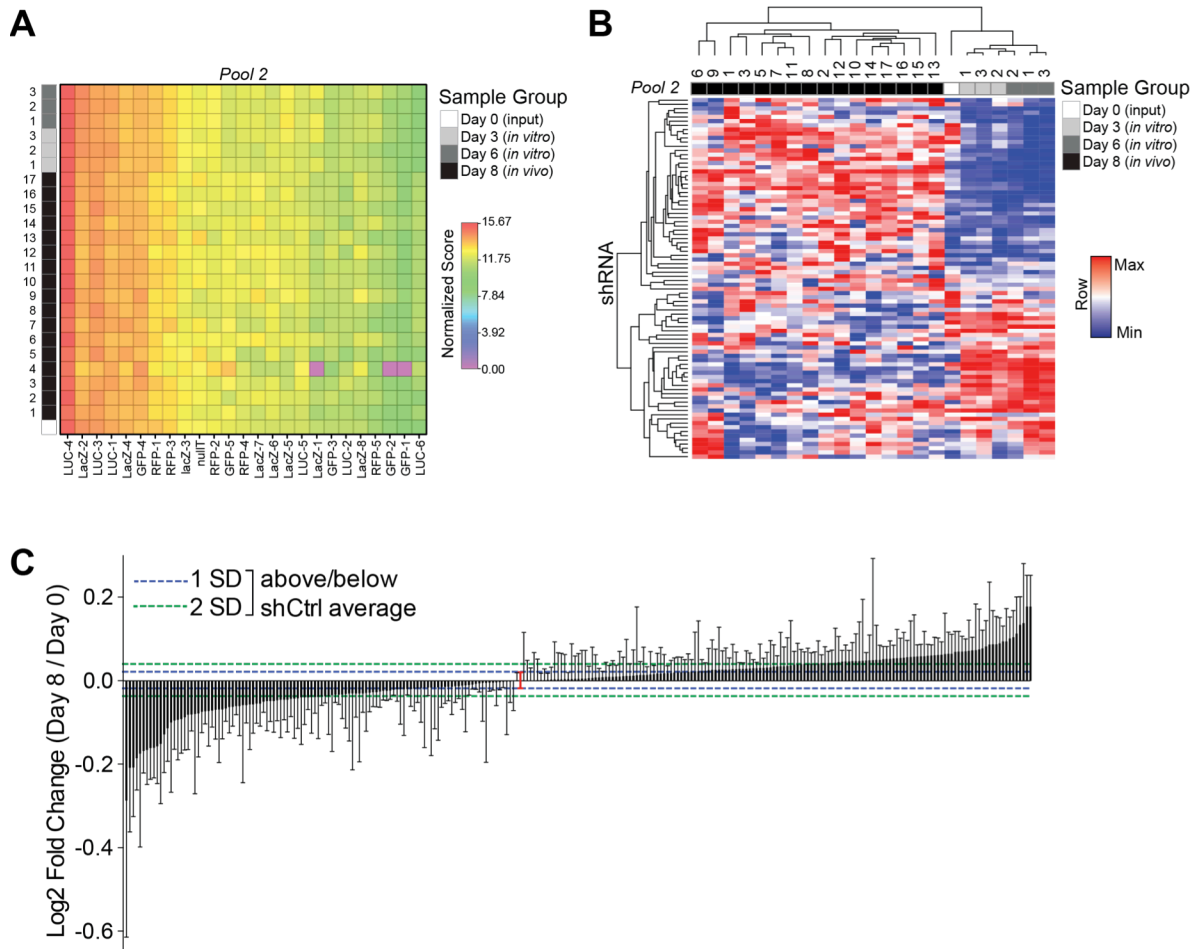 A
Pool 2
3
2
1
3
2
1
17
16
15
14
13
12
11
10
9
8
7
6
5
4
3
2
1
LUC-4 LacZ-2 LUC-3 LUC-1 LacZ-4 GFP-4 RFP-1 RFP-3 lacZ-3 nullT RFP-2 GFP-5 RFP-4 LacZ-7 LacZ-6 LacZ-5 LUC-5 LacZ-1 GFP-3 LUC-2 LacZ-8 RFP-5 GFP-2 GFP-1 LUC-6
Sample Group
Day 0 (input)
Day 3 (in vitro)
Day 6 (in vitro)
Day 8 (in vivo)
Normalized Score
15.67
11.75
7.84
3.92
0.00
B
6 9 1 3 5 7 11 8 2 12 10 14 17 16 15 13 1 3 2 2 1 3
Pool 2
shRNA
Sample Group
Day 0 (input)
Day 3 (in vitro)
Day 6 (in vitro)
Day 8 (in vivo)
Row
Max
Min
C
Log2 Fold Change (Day 8 / Day 0)
0.2
0.0
-0.2
-0.4
-0.6
1 SD above/below
2 SD shCtrl average